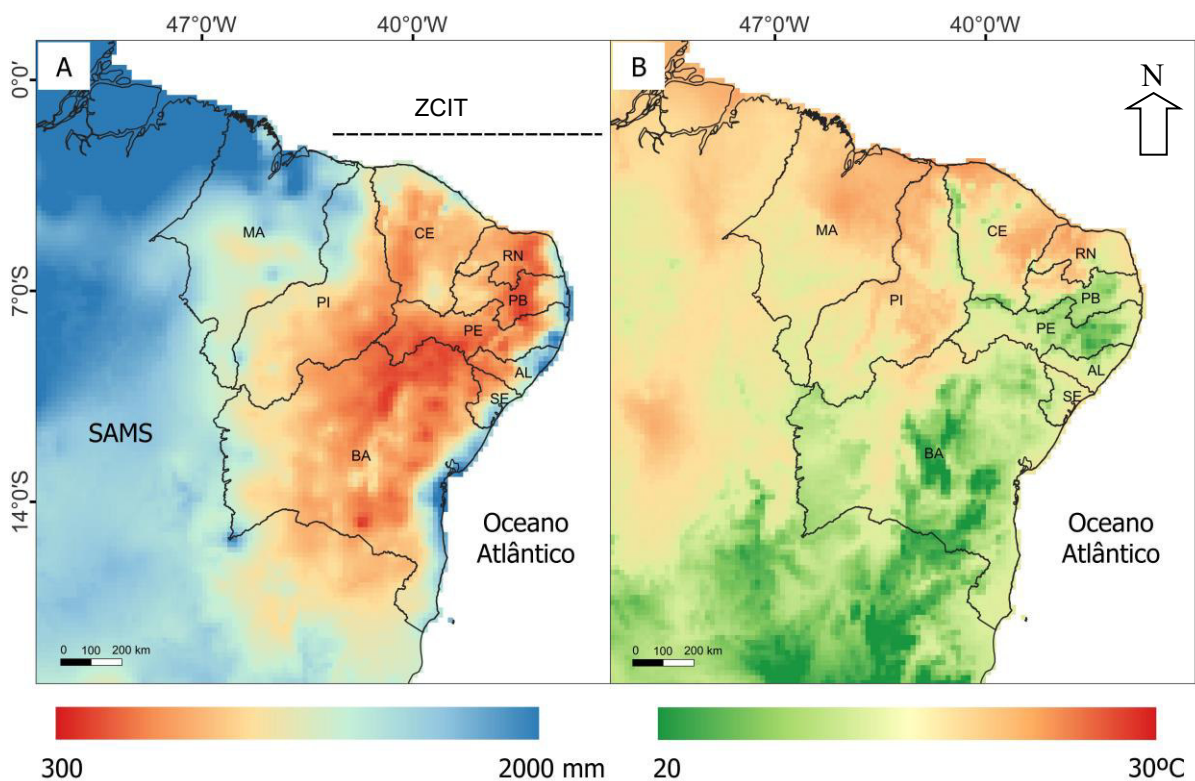 47°0'W 40°0'W 47°0'W 40°0'W
A
B
N
0°0'
7°0'S
14°0'S
ZCIT
MA
CE
RN
PI
PB
PE
AL
SE
BA
SAMS
Oceano
Atlântico
0 100 200 km
MA
CE
RN
PI
PB
PE
AL
SE
BA
Oceano
Atlântico
0 100 200 km
300 2000 mm
20 30ºC